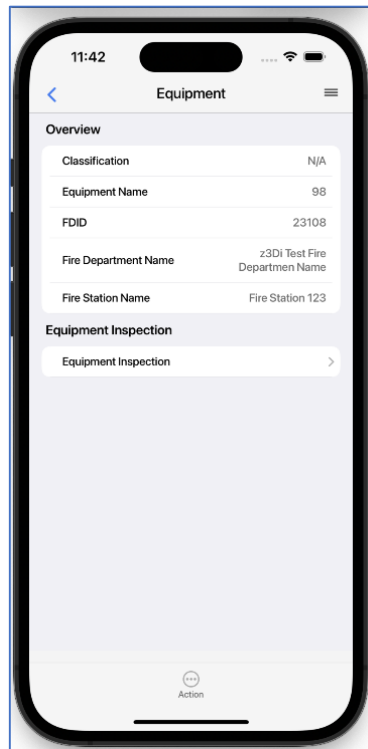 11:42
Equipment
Overview
Classification N/A
Equipment Name 98
FDID 23108
Fire Department Name z3Di Test Fire
Departmen Name
Fire Station Name Fire Station 123
Equipment Inspection
Equipment Inspection
Action